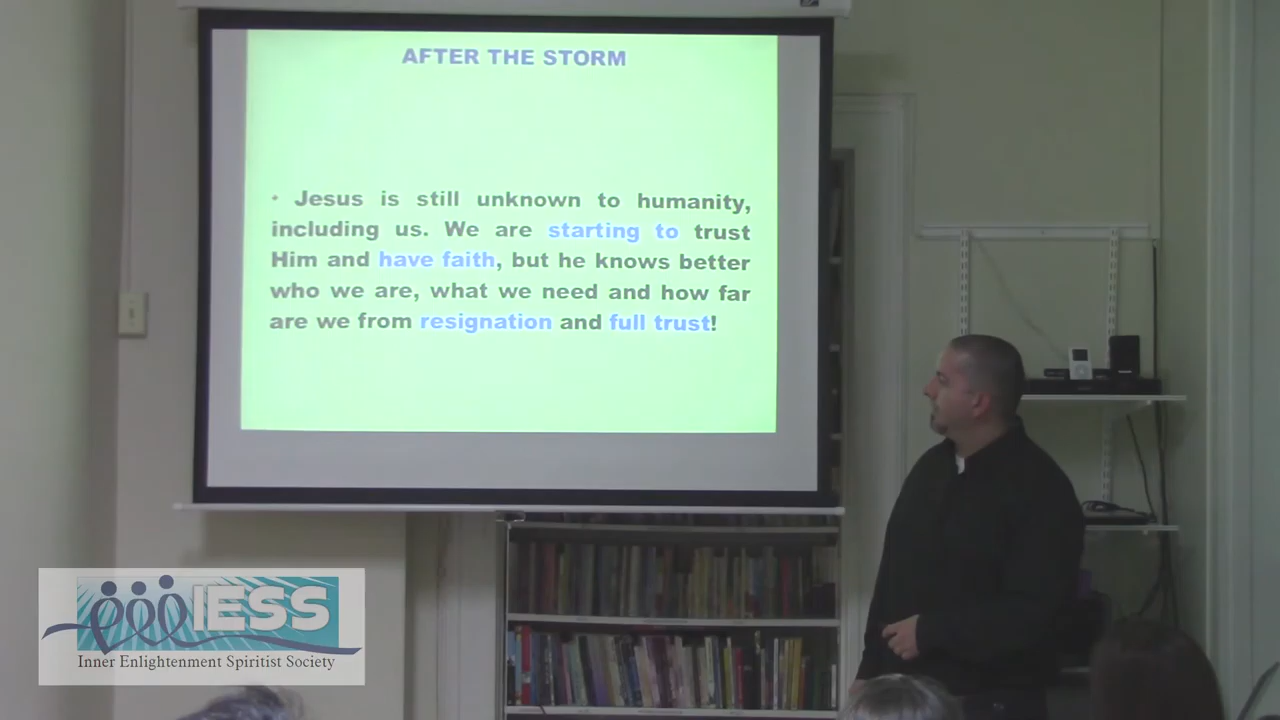 AFTER THE STORM
• Jesus is still unknown to humanity,
including us. We are starting to trust
Him and have faith, but he knows better
who we are, what we need and how far
are we from resignation and full trust!
IESS
Inner Enlightenment Spiritist Society